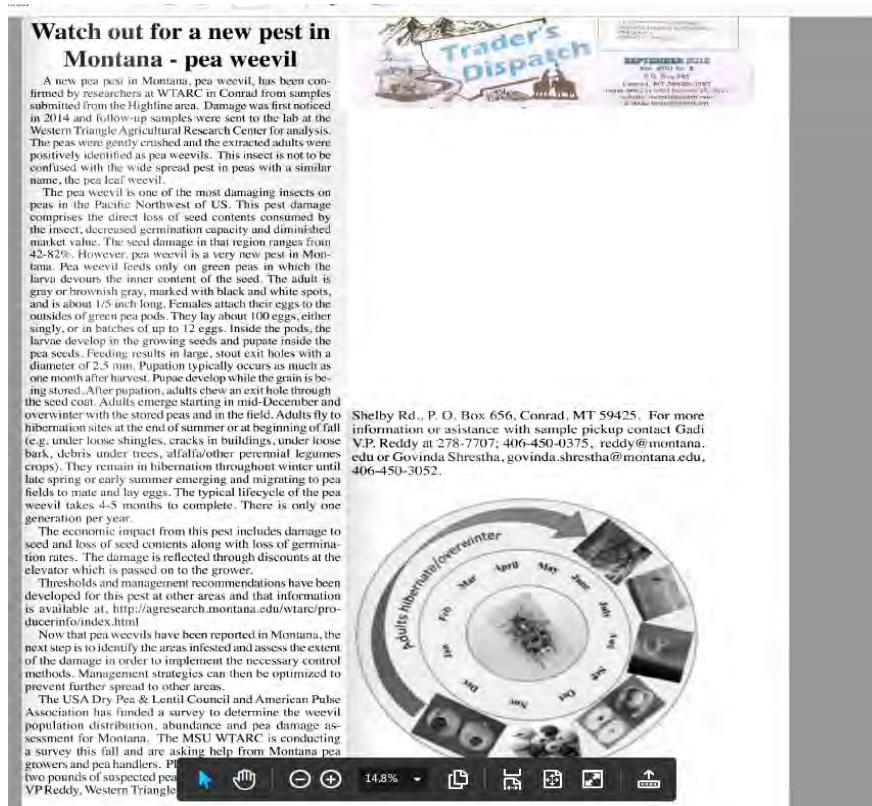 Watch out for a new pest in
Montana - pea weevil
A new pea pest in Montana, pea weevil, has been con-
firmed by researchers at WTARC in Conrad from samples
submitted from the Highline area. Damage was first noticed
in 2014 and follow-up samples were sent to the lab at the
Western Triangle Agricultural Research Center for analysis.
The peas were gently crushed and the extracted adults were
positively identified as pea weevils. This insect is not to be
confused with the wide spread pest in peas with a similar
name, the pea leaf weevil.
The pea weevil is one of the most damaging insects on
peas in the Pacific Northwest of US. This pest damage
comprises the direct loss of seed contents consumed by
the insect, decreased germination capacity and diminished
market value. The seed damage in that region ranges from
42-82%. However, pea weevil is a very new pest in Mon-
tana. Pea weevil feeds only on green peas in which the
larva devours the inner content of the seed. The adult is
gray or brownish gray, marked with black and white spots,
and is about 1/5 inch long. Females attach their eggs to the
outsides of green pea pods. They lay about 100 eggs, either
singly, or in batches of up to 12 eggs. Inside the pods, the
larvae develop in the growing seeds and pupate inside the
pea seeds. Feeding results in large, stout exit holes with a
diameter of 2.5 mm. Pupation typically occurs as much as
one month after harvest. Pupae develop while the grain is be-
ing stored. After pupation, adults chew an exit hole through
the seed coat. Adults emerge starting in mid-December and
overwinter with the stored peas and in the field. Adults fly to
hibernation sites at the end of summer or at beginning of fall
(e.g. under loose shingles, cracks in buildings, under loose
bark, debris under trees, alfalfa/other perennial legumes
crops). They remain in hibernation throughout winter until
late spring or early summer emerging and migrating to pea
fields to mate and lay eggs. The typical lifecycle of the pea
weevil takes 4-5 months to complete. There is only one
generation per year.
The economic impact from this pest includes damage to
seed and loss of seed contents along with loss of germina-
tion rates. The damage is reflected through discounts at the
elevator which is passed on to the grower.
Thresholds and management recommendations have been
developed for this pest at other areas and that information
is available at, http://agresearch.montana.edu/wtarc/pro-
ducerinfo/index.html
Now that pea weevils have been reported in Montana, the
next step is to identify the areas infested and assess the extent
of the damage in order to implement the necessary control
methods. Management strategies can then be optimized to
prevent further spread to other areas.
The USA Dry Pea & Lentil Council and American Pulse
Association has funded a survey to determine the weevil
population distribution, abundance and pea damage as-
sessment for Montana. The MSU WTARC is conducting
a survey this fall and are asking help from Montana pea
growers and pea handlers. Pl
two pounds of suspected pea
VP Reddy, Western Triangle
Trader's
Dispatch
SEPTEMBER
Shelby Rd., P. O. Box 656, Conrad, MT 59425. For more
information or asistance with sample pickup contact Gadi
V.P. Reddy at 278-7707; 406-450-0375, reddy@montana.
edu or Govinda Shrestha, govinda.shrestha@montana.edu,
406-450-3052.
Adults hibernate/overwinter
Jan
Feb
Mar
April
May
June
July
Aug
Sep
Oct
Nov
Dec
14.8%